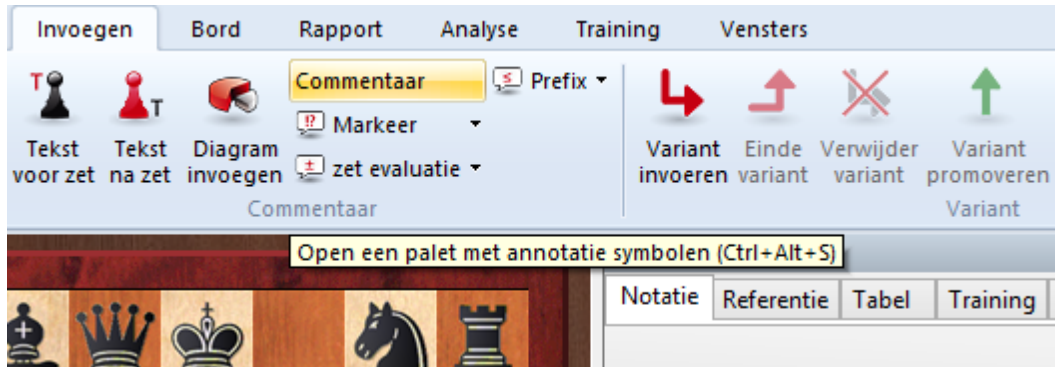 Invoegen Bord Rapport Analyse Training Vensters
T
T
Tekst voor zet
Tekst na zet
Diagram invoegen
Commentaar
!? Markeer
± zet evaluatie
≤ Prefix
Commentaar
Variant invoeren
Einde variant
Verwijder variant
Variant promoveren
Variant
Open een palet met annotatie symbolen (Ctrl+Alt+S)
Notatie Referentie Tabel Training